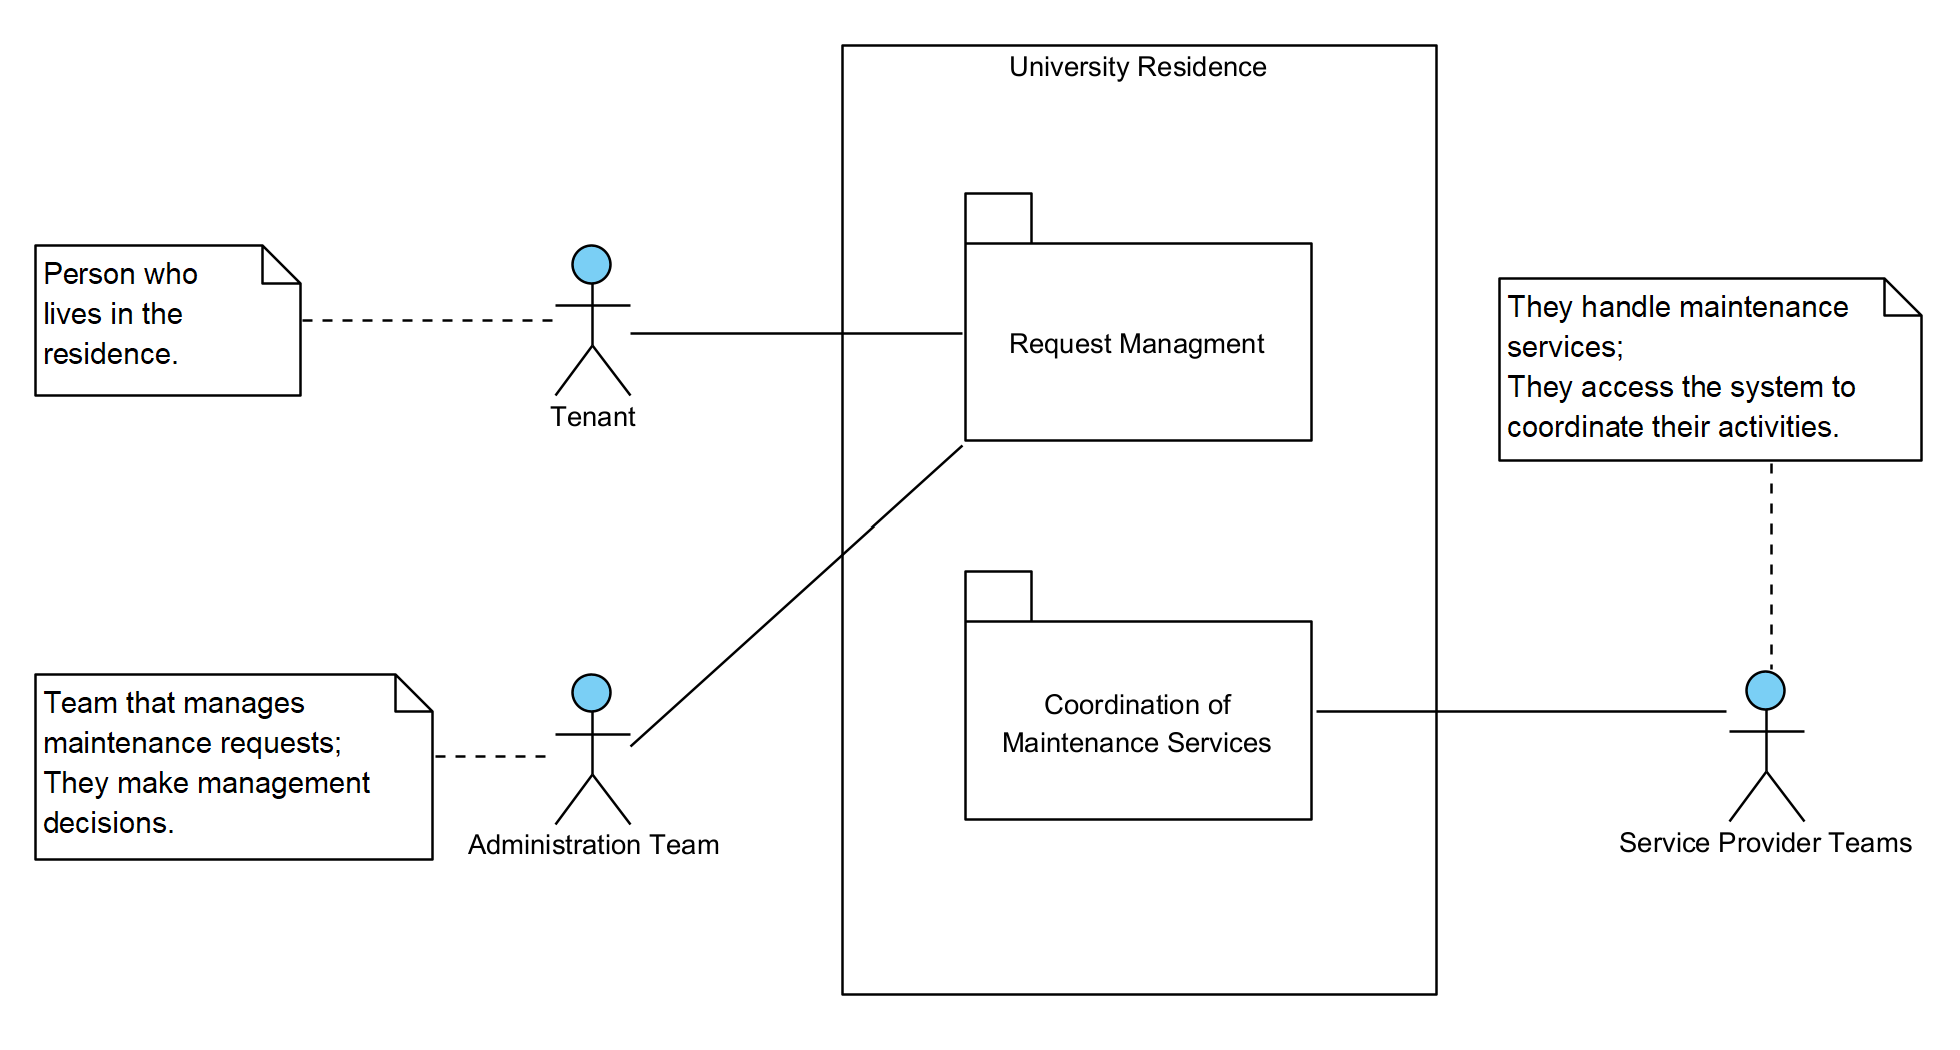 University Residence
Person who
lives in the
residence.
Tenant
Request Managment
They handle maintenance
services;
They access the system to
coordinate their activities.
Team that manages
maintenance requests;
They make management
decisions.
Administration Team
Coordination of
Maintenance Services
Service Provider Teams